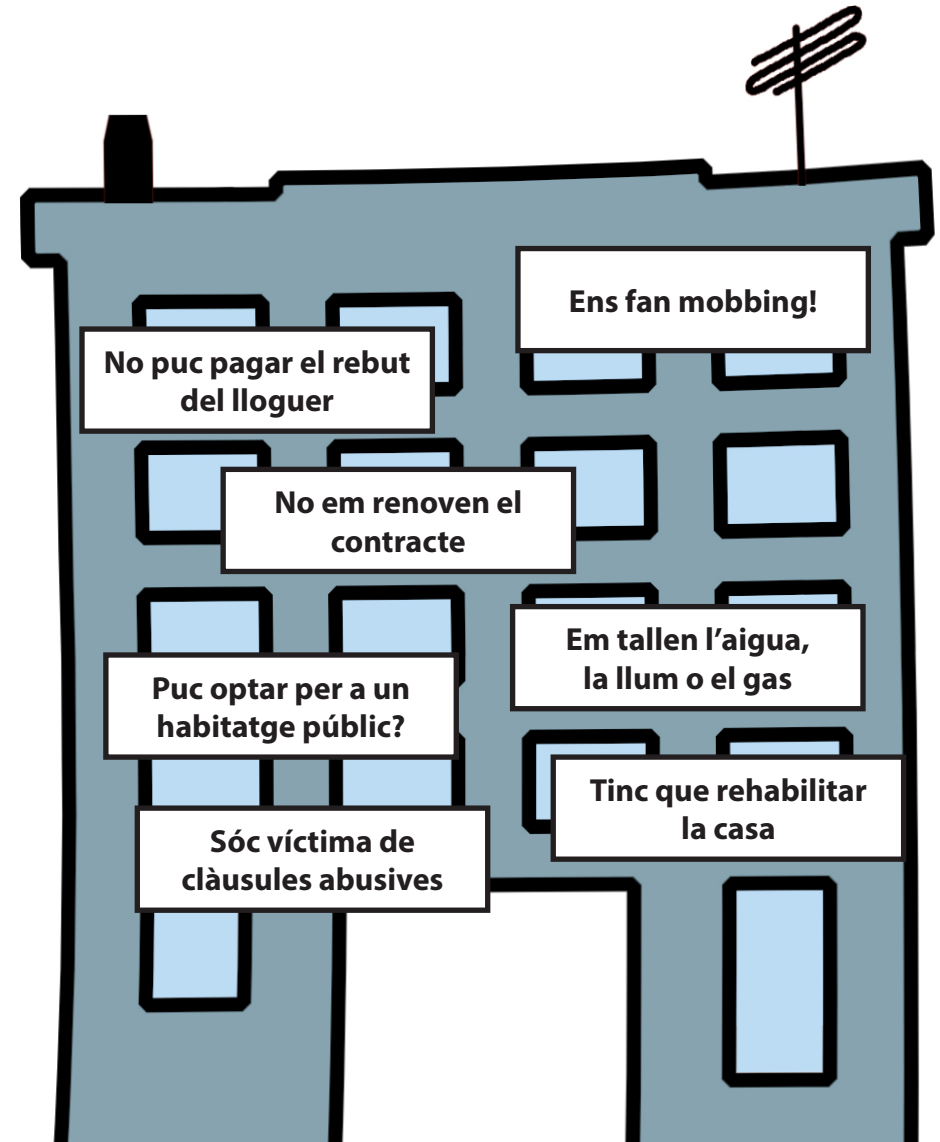 Ens fan mobbing!
No puc pagar el rebut
del lloguer
No em renoven el
contracte
Em tallen l’aigua,
la llum o el gas
Puc optar per a un
habitatge públic?
Tinc que rehabilitar
la casa
Sóc víctima de
clàusules abusives